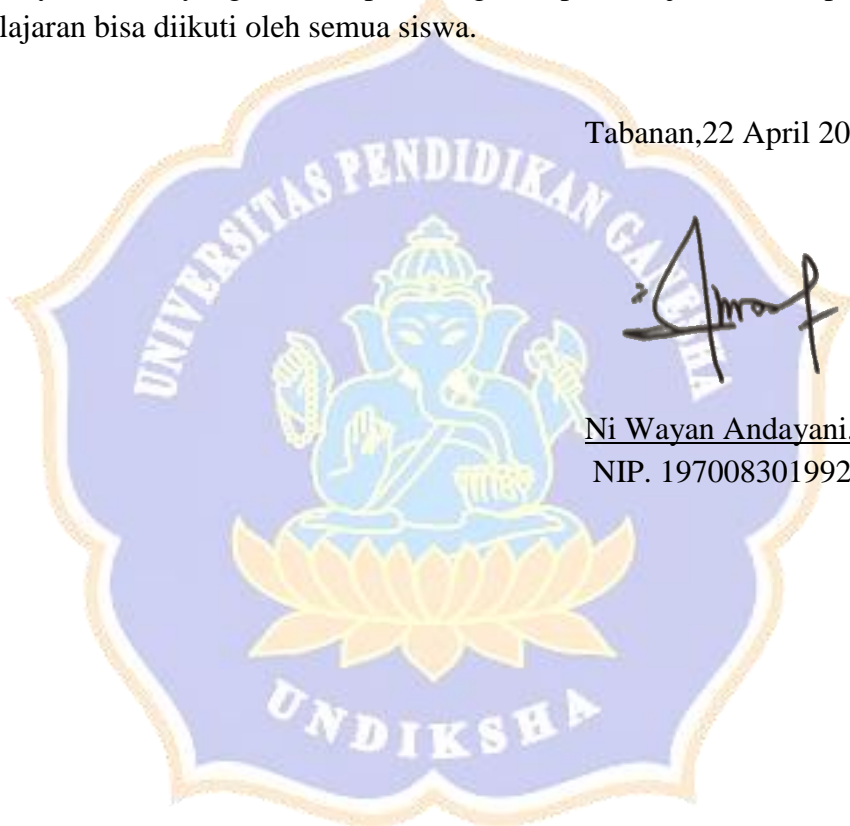 lajaran bisa diikuti oleh semua siswa.
Tabanan,22 April 20
UNIVERSITAS PENDIDIKAN GANESHA
Ni Wayan Andayani.
NIP. 197008301992
UNDIKSHA